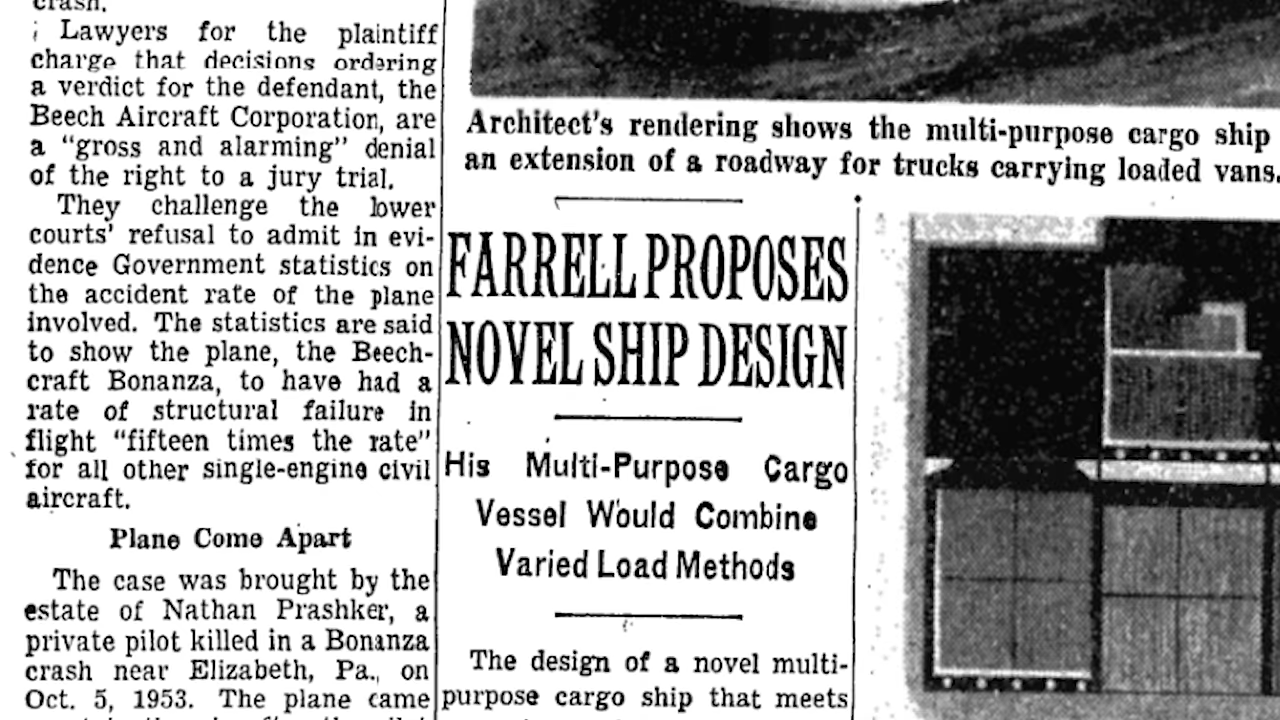 crash.
Lawyers for the plaintiff
charge that decisions ordering
a verdict for the defendant, the
Beech Aircraft Corporation, are
a "gross and alarming" denial
of the right to a jury trial.
They challenge the lower
courts' refusal to admit in evi-
dence Government statistics on
the accident rate of the plane
involved. The statistics are said
to show the plane, the Beech-
craft Bonanza, to have had a
rate of structural failure in
flight "fifteen times the rate"
for all other single-engine civil
aircraft.
Plane Come Apart
The case was brought by the
estate of Nathan Prashker, a
private pilot killed in a Bonanza
crash near Elizabeth, Pa., on
Oct. 5, 1953. The plane came
Architect's rendering shows the multi-purpose cargo ship
an extension of a roadway for trucks carrying loaded vans.
FARRELL PROPOSES
NOVEL SHIP DESIGN
His Multi-Purpose Cargo
Vessel Would Combine
Varied Load Methods
The design of a novel multi-
purpose cargo ship that meets